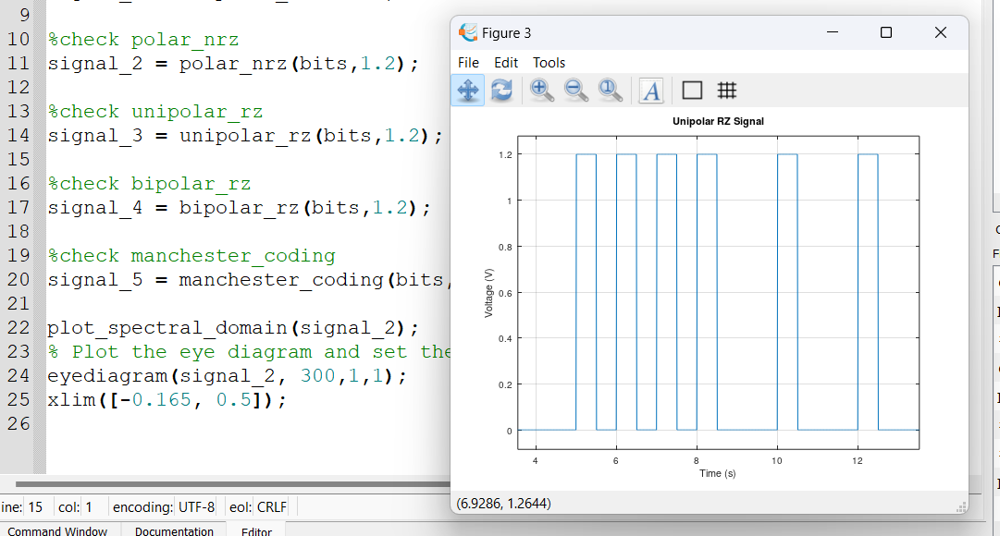 9
10 %check polar_nrz
11 signal_2 = polar_nrz(bits,1.2);
12
13 %check unipolar_rz
14 signal_3 = unipolar_rz(bits,1.2);
15
16 %check bipolar_rz
17 signal_4 = bipolar_rz(bits,1.2);
18
19 %check manchester_coding
20 signal_5 = manchester_coding(bits,
21
22 plot_spectral_domain(signal_2);
23 % Plot the eye diagram and set the
24 eyediagram(signal_2, 300,1,1);
25 xlim([-0.165, 0.5]);
26
ine: 15 col: 1 encoding: UTF-8 eol: CRLF
Command Window Documentation Editor
Figure 3
File Edit Tools
A
Unipolar RZ Signal
1.2
1
0.8
0.6
0.4
0.2
0
Voltage (V)
4 6 8 10 12
Time (s)
(6.9286, 1.2644)